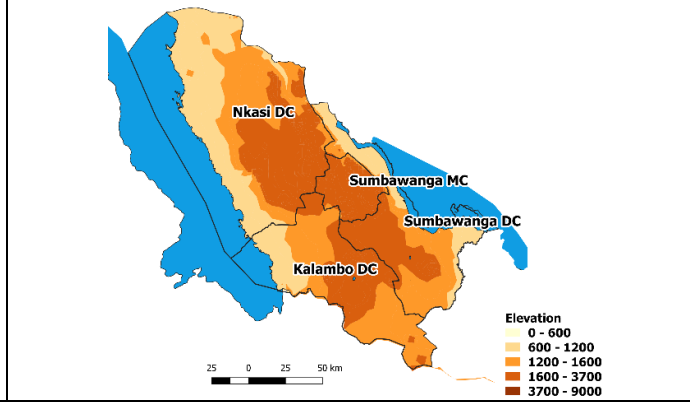 Nkasi DC
Sumbawanga MC
Sumbawanga DC
Kalambo DC
Elevation
0 - 600
600 - 1200
1200 - 1600
1600 - 3700
3700 - 9000
25 0 25 50 km